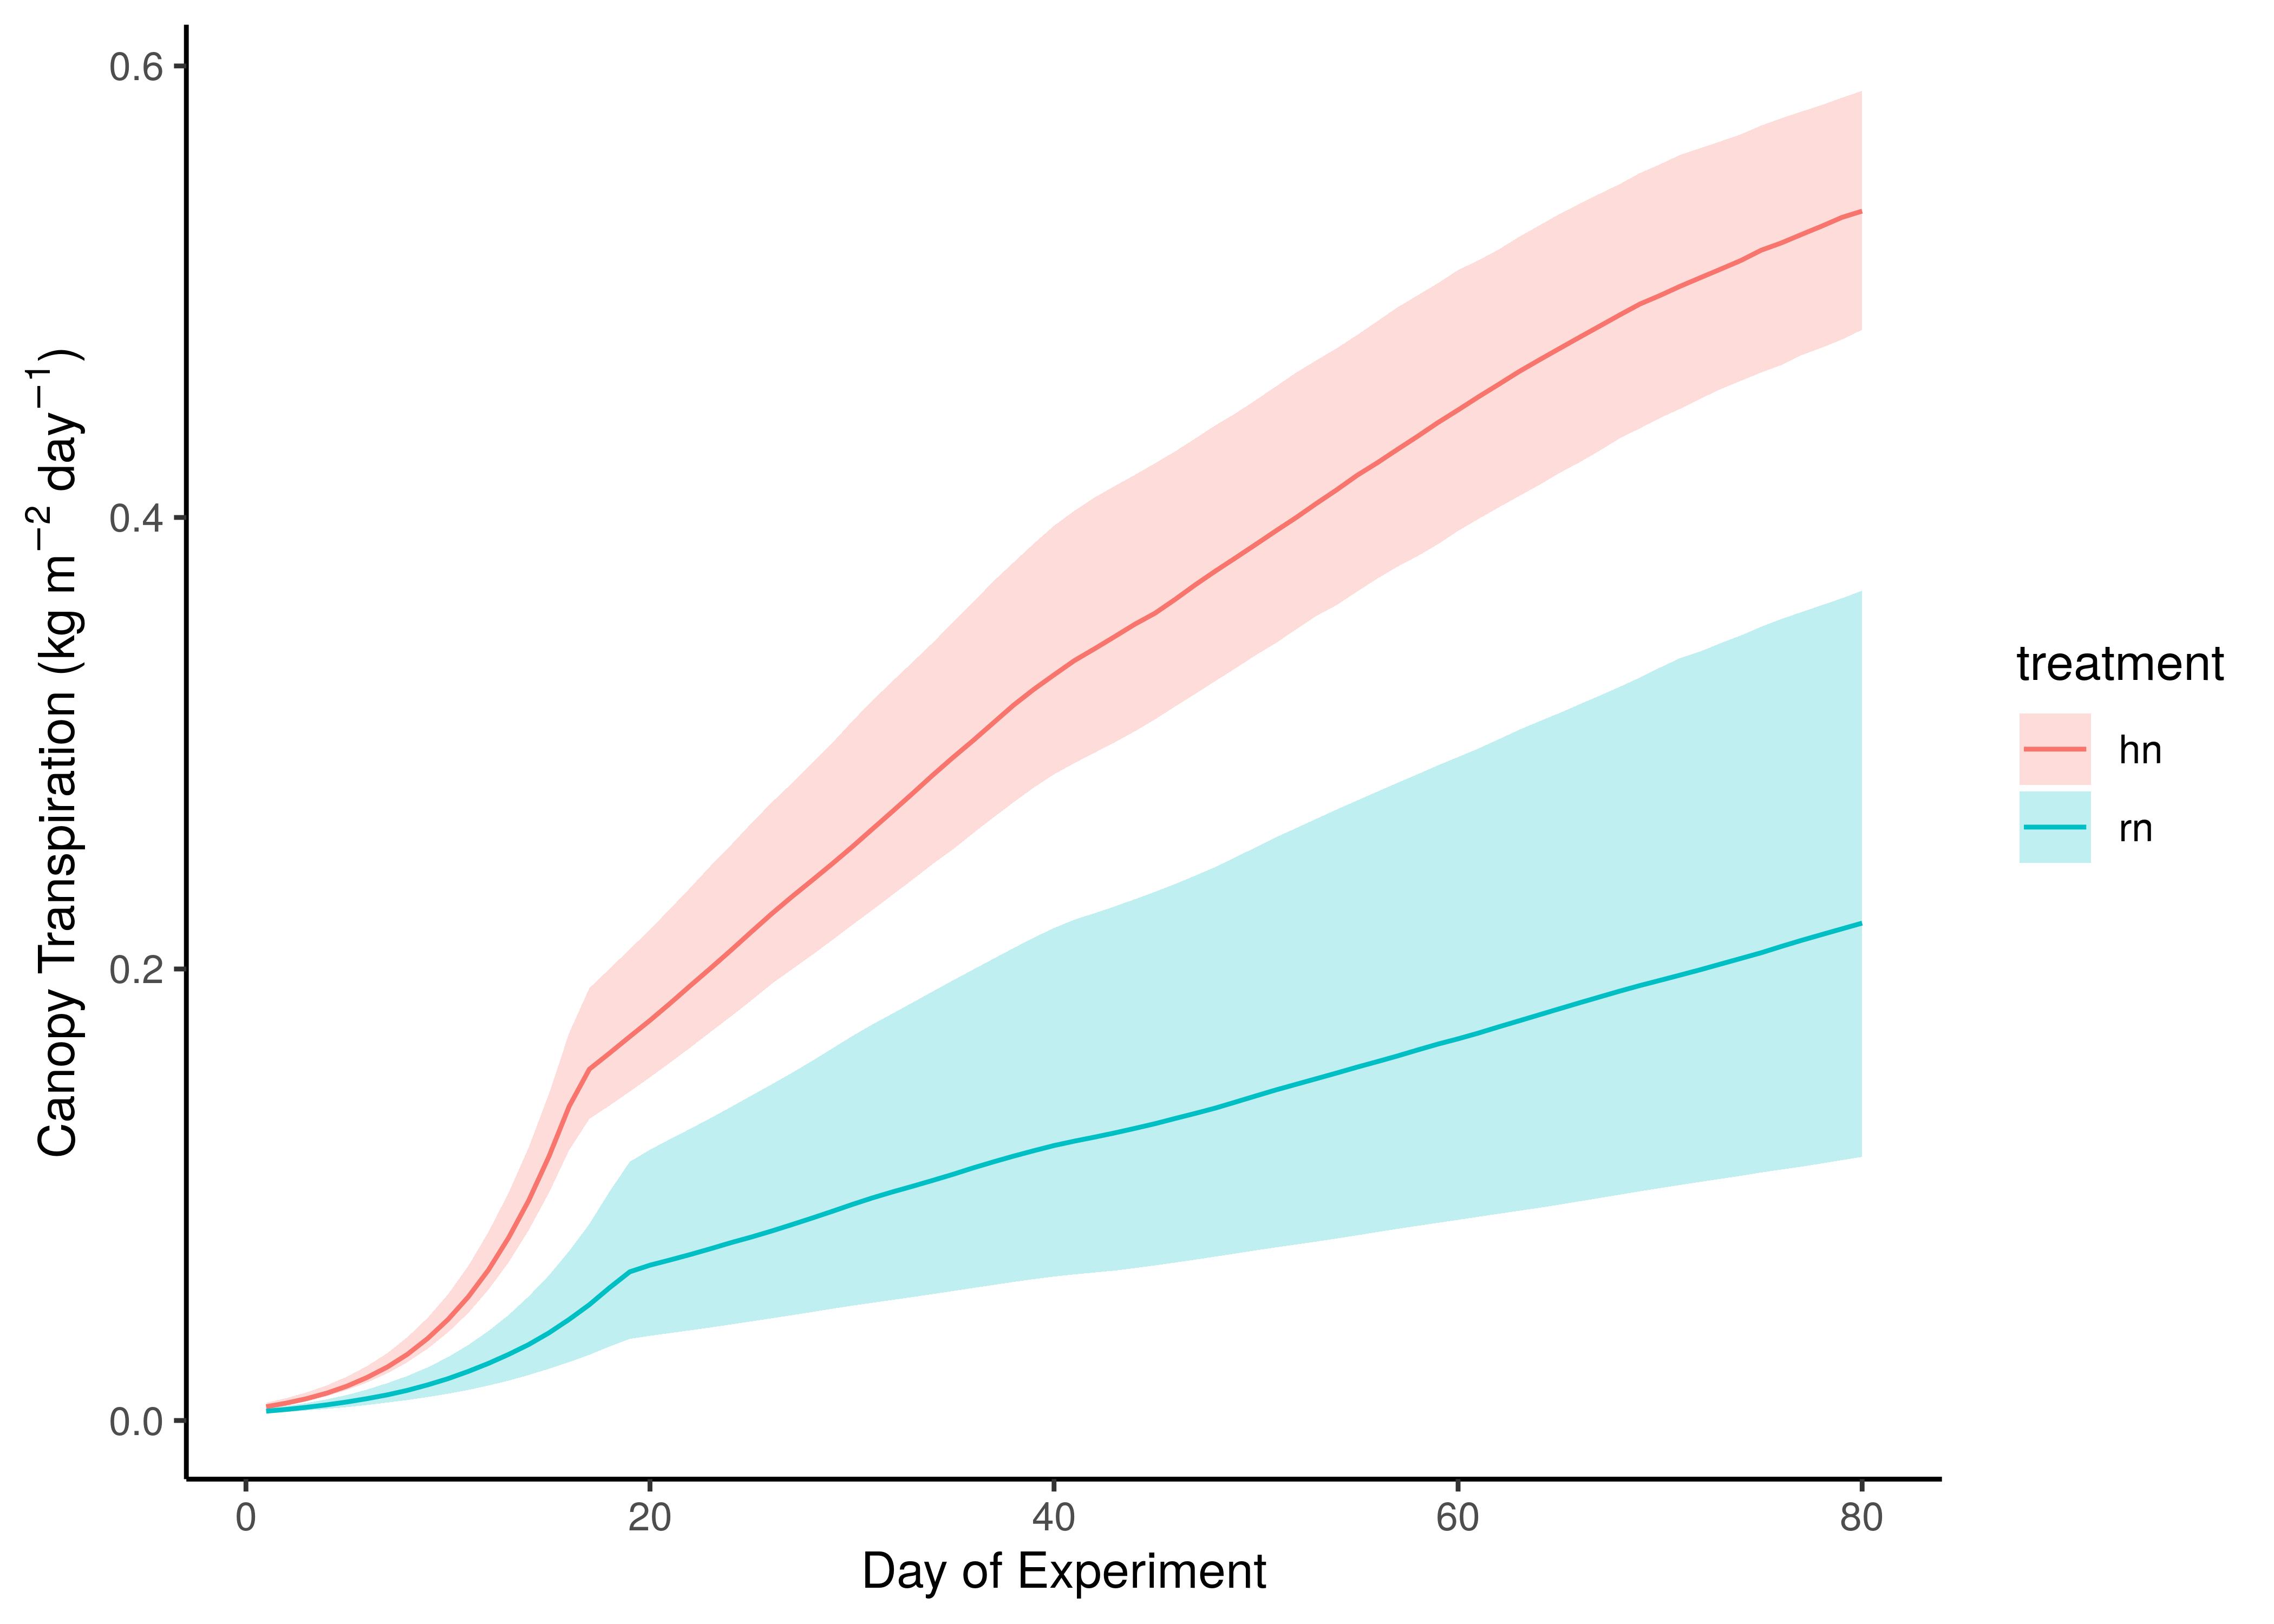 0.6
0.4
0.2
0.0
Canopy Transpiration (kg m⁻² day⁻¹)
0 20 40 60 80
Day of Experiment
treatment
hn
rn